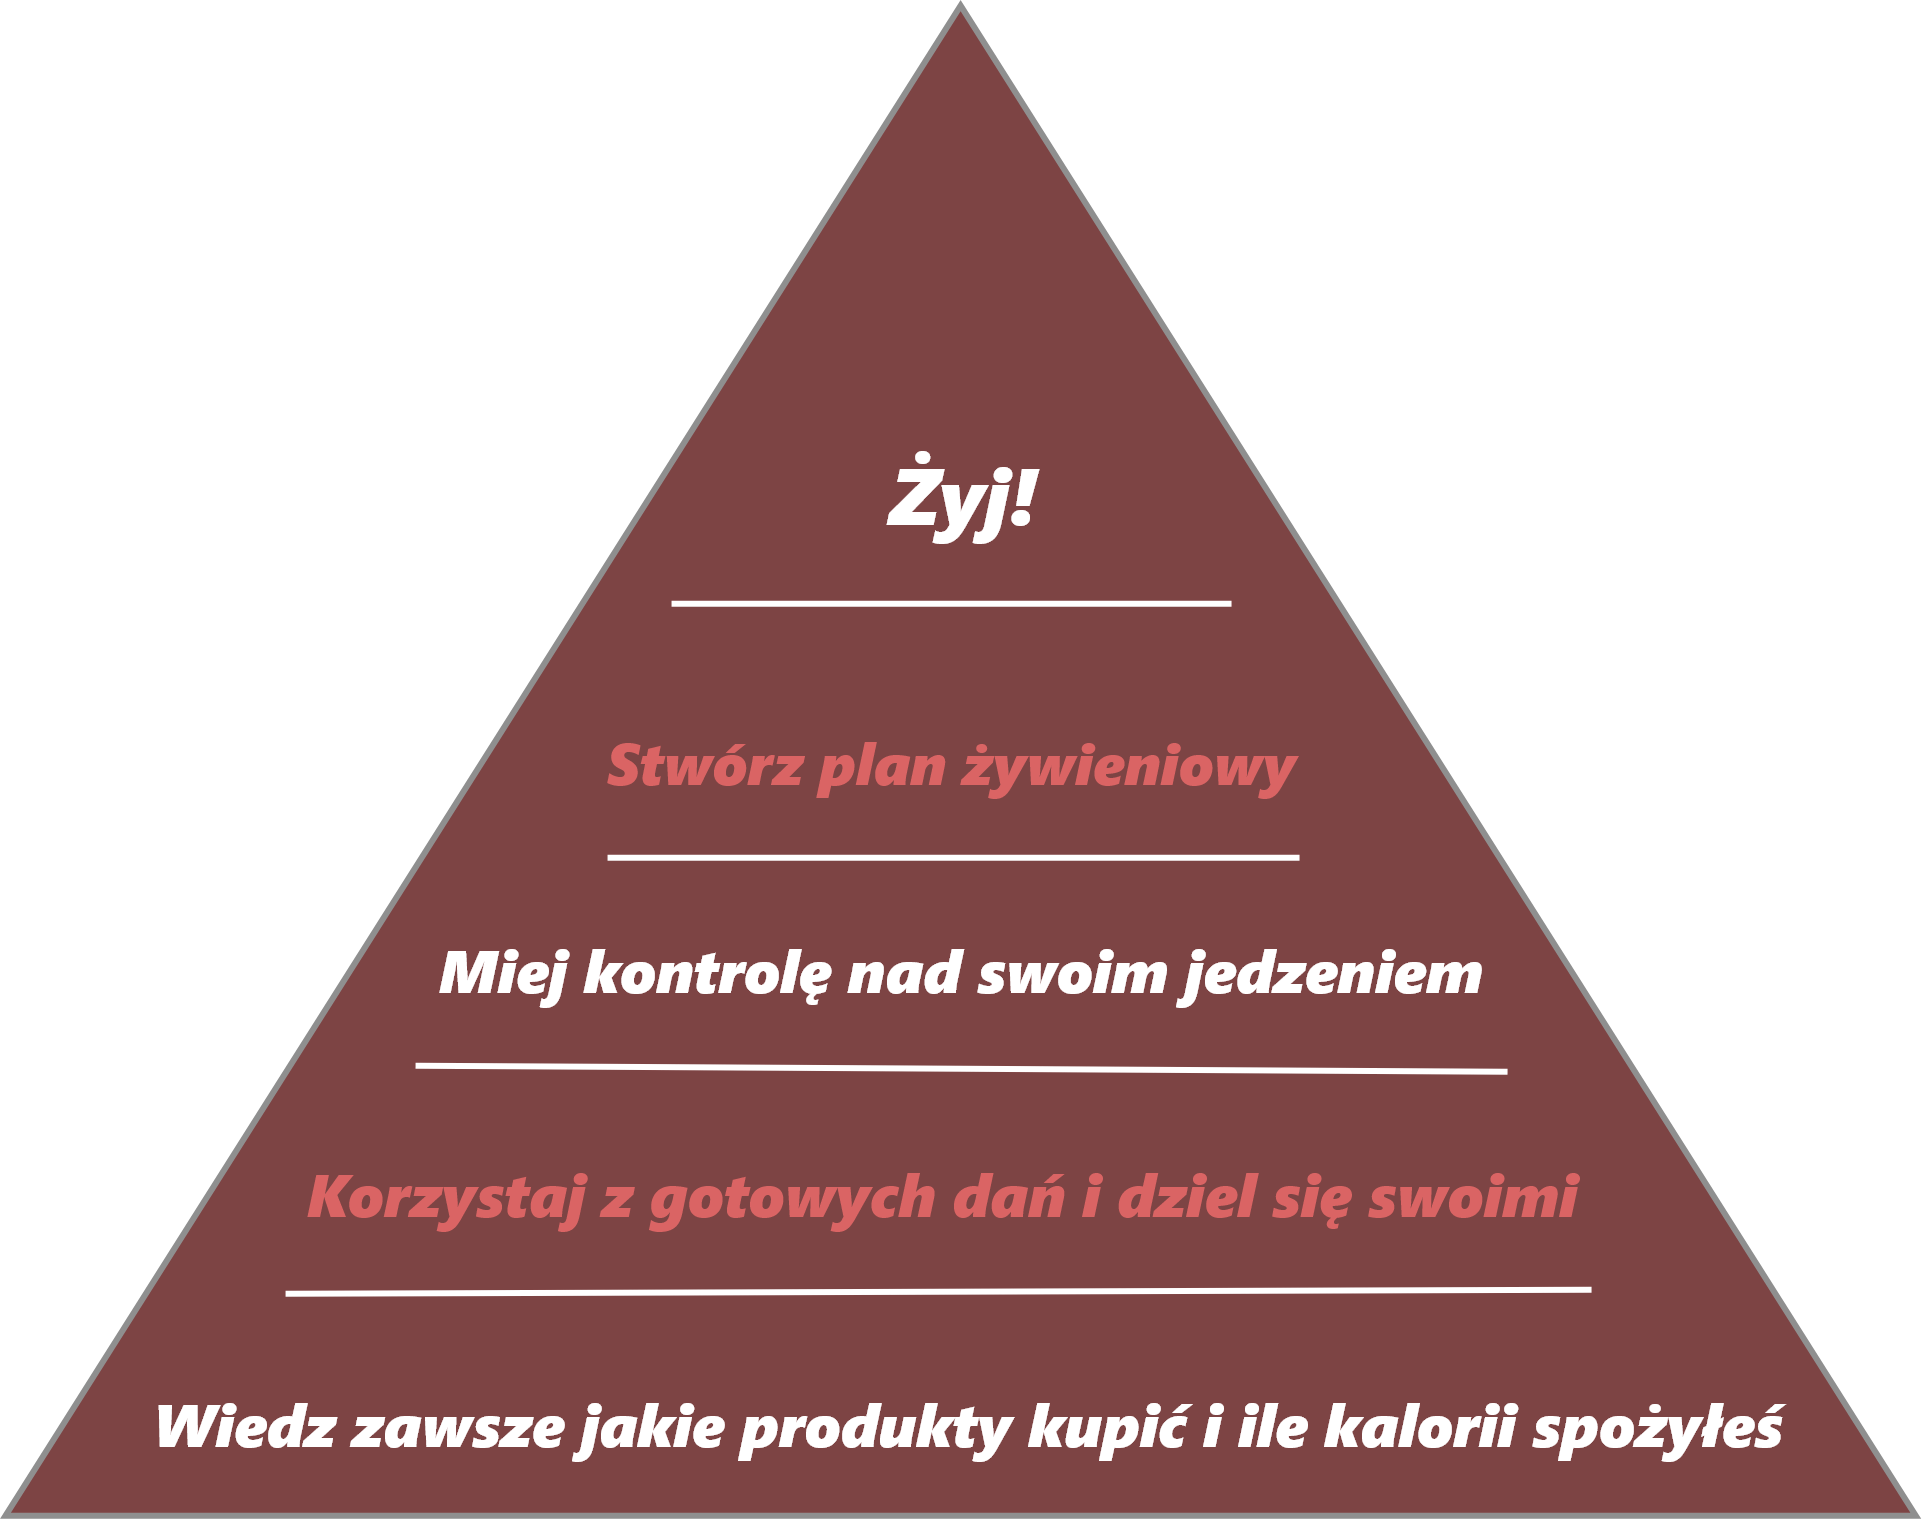 Żyj!
Stwórz plan żywieniowy
Miej kontrolę nad swoim jedzeniem
Korzystaj z gotowych dań i dziel się swoimi
Wiedz zawsze jakie produkty kupić i ile kalorii spożyłeś